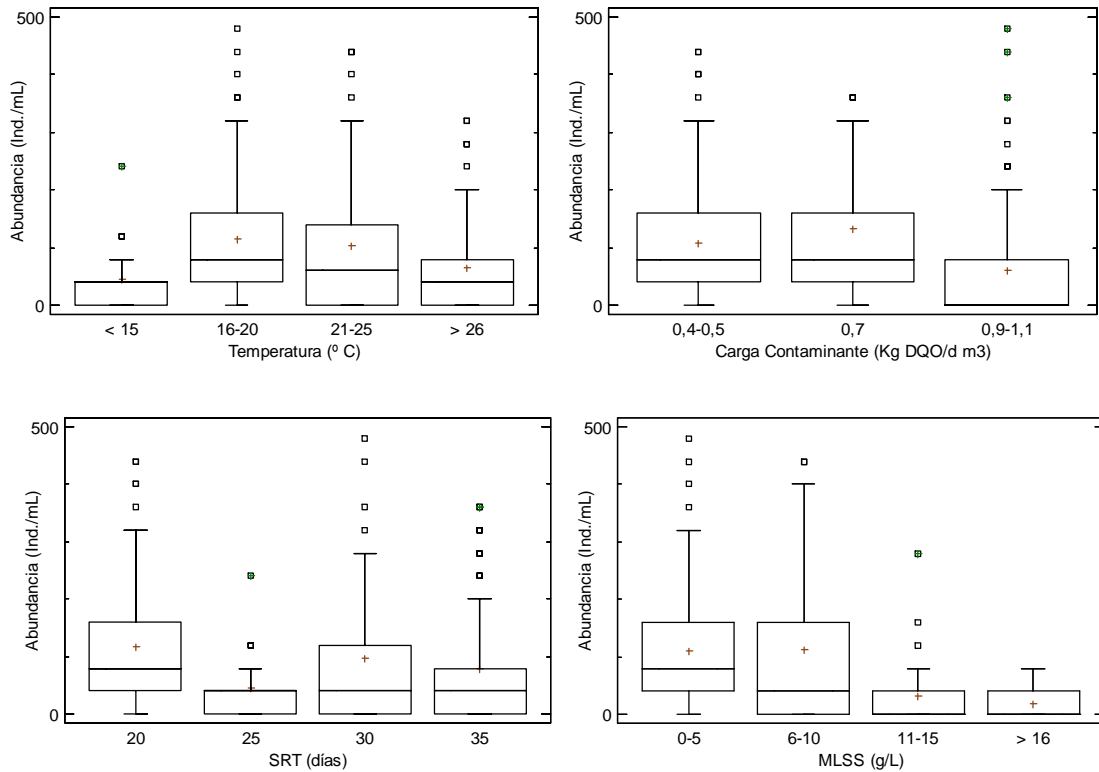 500
Abundancia (Ind./mL)
0
< 15 16-20 21-25 > 26
Temperatura (º C)
500
Abundancia (Ind./mL)
0
0,4-0,5 0,7 0,9-1,1
Carga Contaminante (Kg DQO/d m3)
500
Abundancia (Ind./mL)
0
20 25 30 35
SRT (días)
500
Abundancia (Ind./mL)
0
0-5 6-10 11-15 > 16
MLSS (g/L)